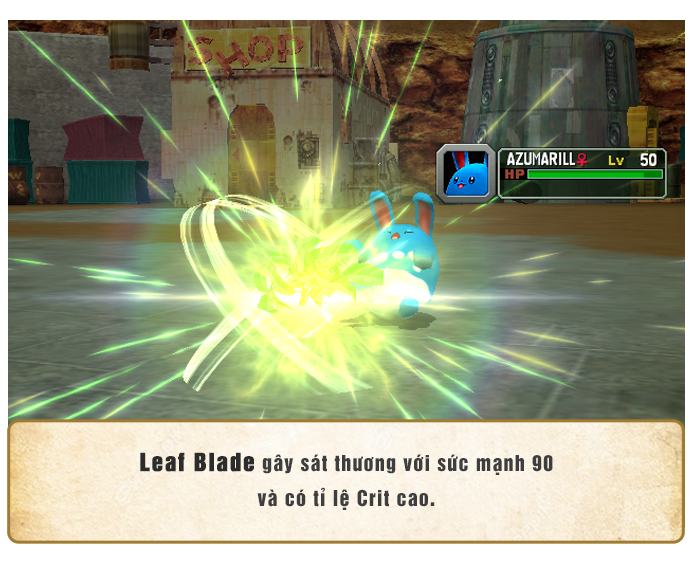 SHOP
AZUMARILL♀ Lv 50
HP
Leaf Blade gây sát thương với sức mạnh 90
và có tỉ lệ Crit cao.